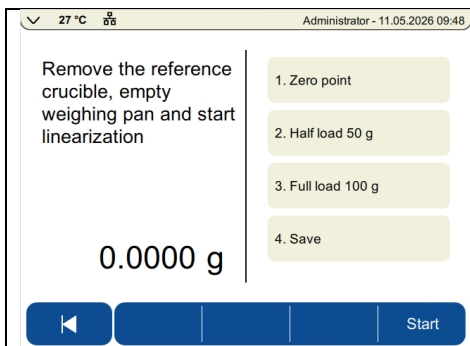 27 °C
Administrator - 11.05.2026 09:48
Remove the reference
crucible, empty
weighing pan and start
linearization
0.0000 g
1. Zero point
2. Half load 50 g
3. Full load 100 g
4. Save
Start